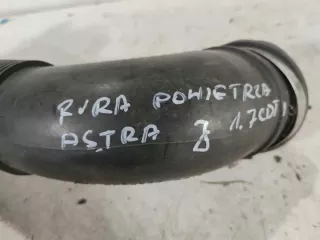 RURA POWIETRZA
ASTRA J 1.7CDTI